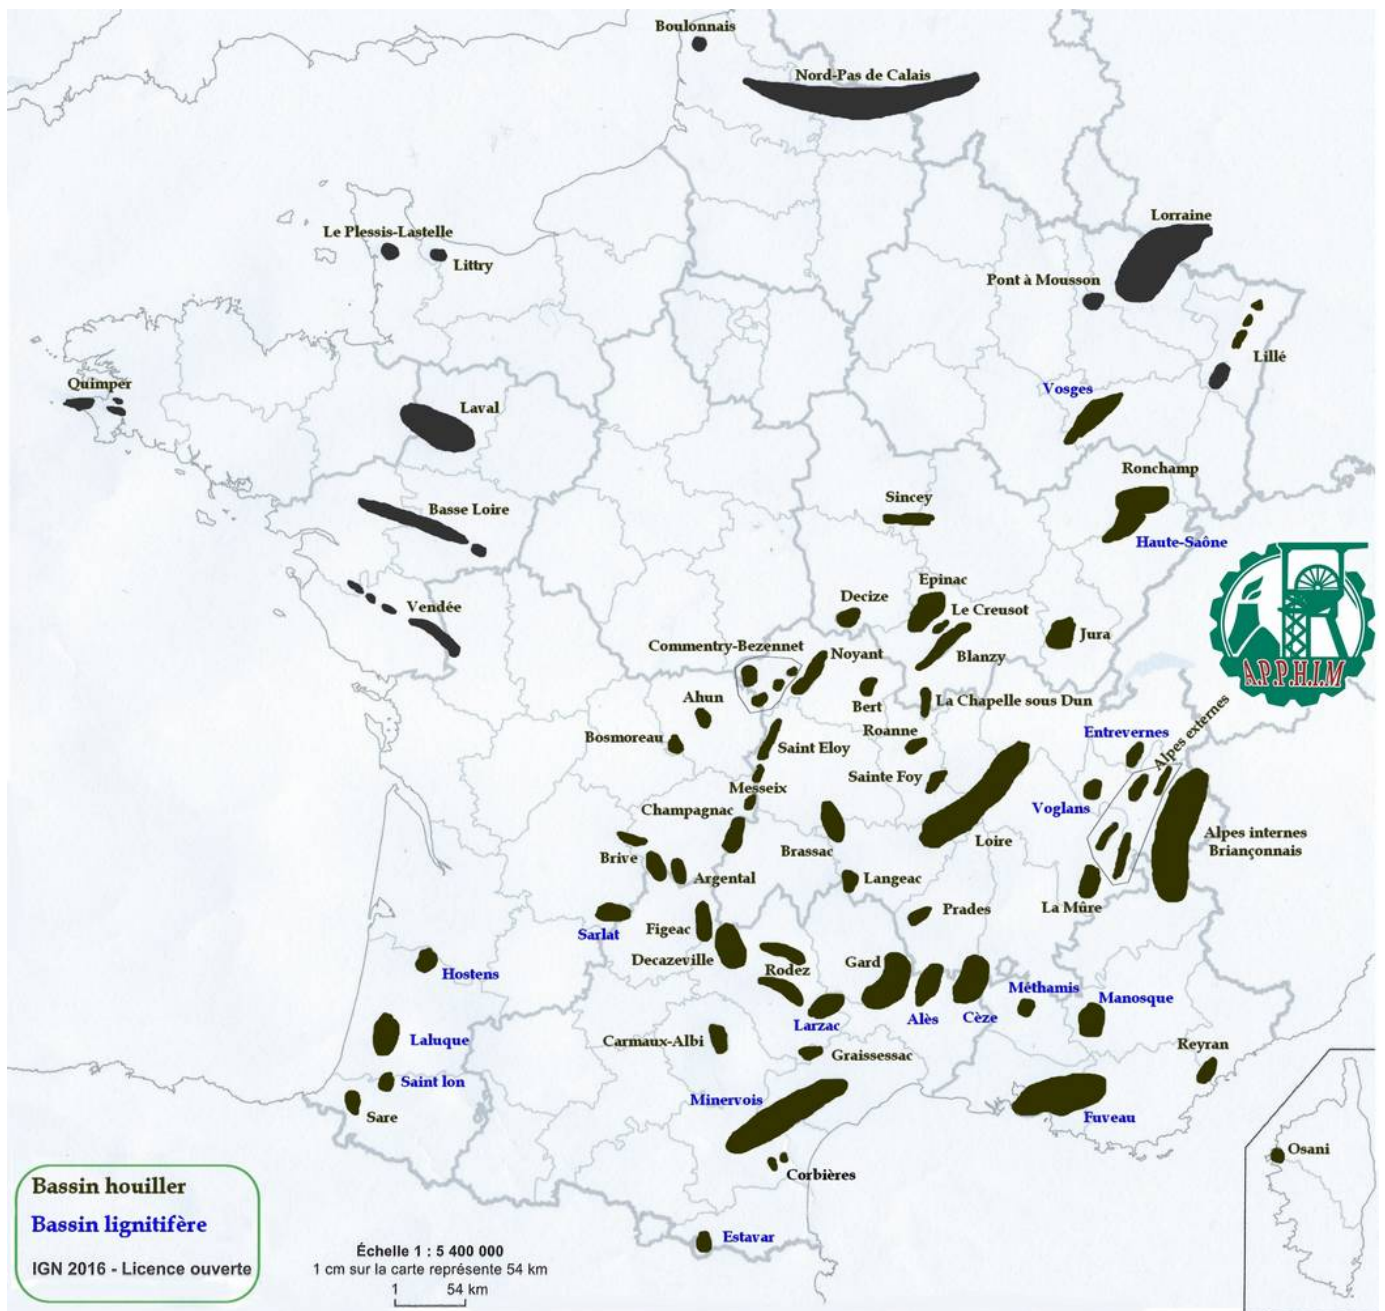 Boulonnais
Nord-Pas de Calais
Lorraine
Le Plessis-Lastelle
Littry
Pont à Mousson
Lillé
Quimper
Vosges
Laval
Ronchamp
Sincey
Basse Loire
Haute-Saône
Epinac
Decize
Le Creusot
Vendée
Jura
Commentry-Bezennet
Noyant
Blanzy
A.P.P.H.I.M
Ahun
Bert
La Chapelle sous Dun
Roanne
Entrevernes
Alpes externes
Bosmoreau
Saint Eloy
Sainte Foy
Messeix
Voglans
Champagnac
Alpes internes
Briançonnais
Loire
Brassac
Brive
Argental
Langeac
La Mûre
Prades
Sarlat
Figeac
Decazeville
Rodez
Gard
Hostens
Méthamis
Manosque
Larzac
Alès
Cèze
Laluque
Carmaux-Albi
Graissessac
Reyran
Saint lon
Minervois
Sare
Fuveau
Osani
Corbières
Bassin houiller
Bassin lignitifère
IGN 2016 - Licence ouverte
Estavar
Échelle 1 : 5 400 000
1 cm sur la carte représente 54 km
1 54 km